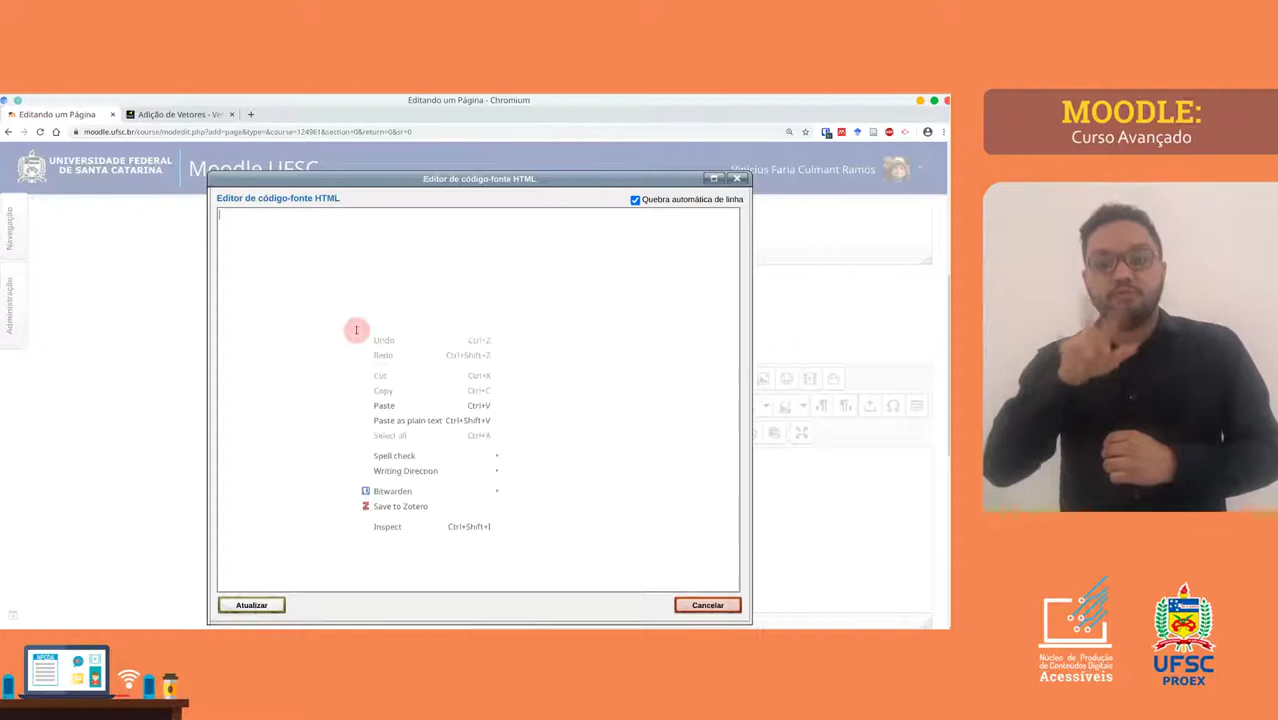 MOODLE:
Curso Avançado
Editando um Página - Chromium
Editando um Página
Adição de Vetores - Ve
moodle.ufsc.br/course/modedit.php?add=page&type=&course=124961&section=0&return=0&sr=0
UNIVERSIDADE FEDERAL
DE SANTA CATARINA
Moodle UFSC
Vinicius Faria Culmant Ramos
Editor de código-fonte HTML
Editor de código-fonte HTML
Quebra automática de linha
Navegação
Administração
Undo Ctrl+Z
Redo Ctrl+Shift+Z
Cut Ctrl+X
Copy Ctrl+C
Paste Ctrl+V
Paste as plain text Ctrl+Shift+V
Select all Ctrl+A
Spell check
Writing Direction
Bitwarden
Save to Zotero
Inspect Ctrl+Shift+I
Atualizar
Cancelar
Núcleo de Produção
de Conteúdos Digitais
Acessíveis
UFSC
PROEX